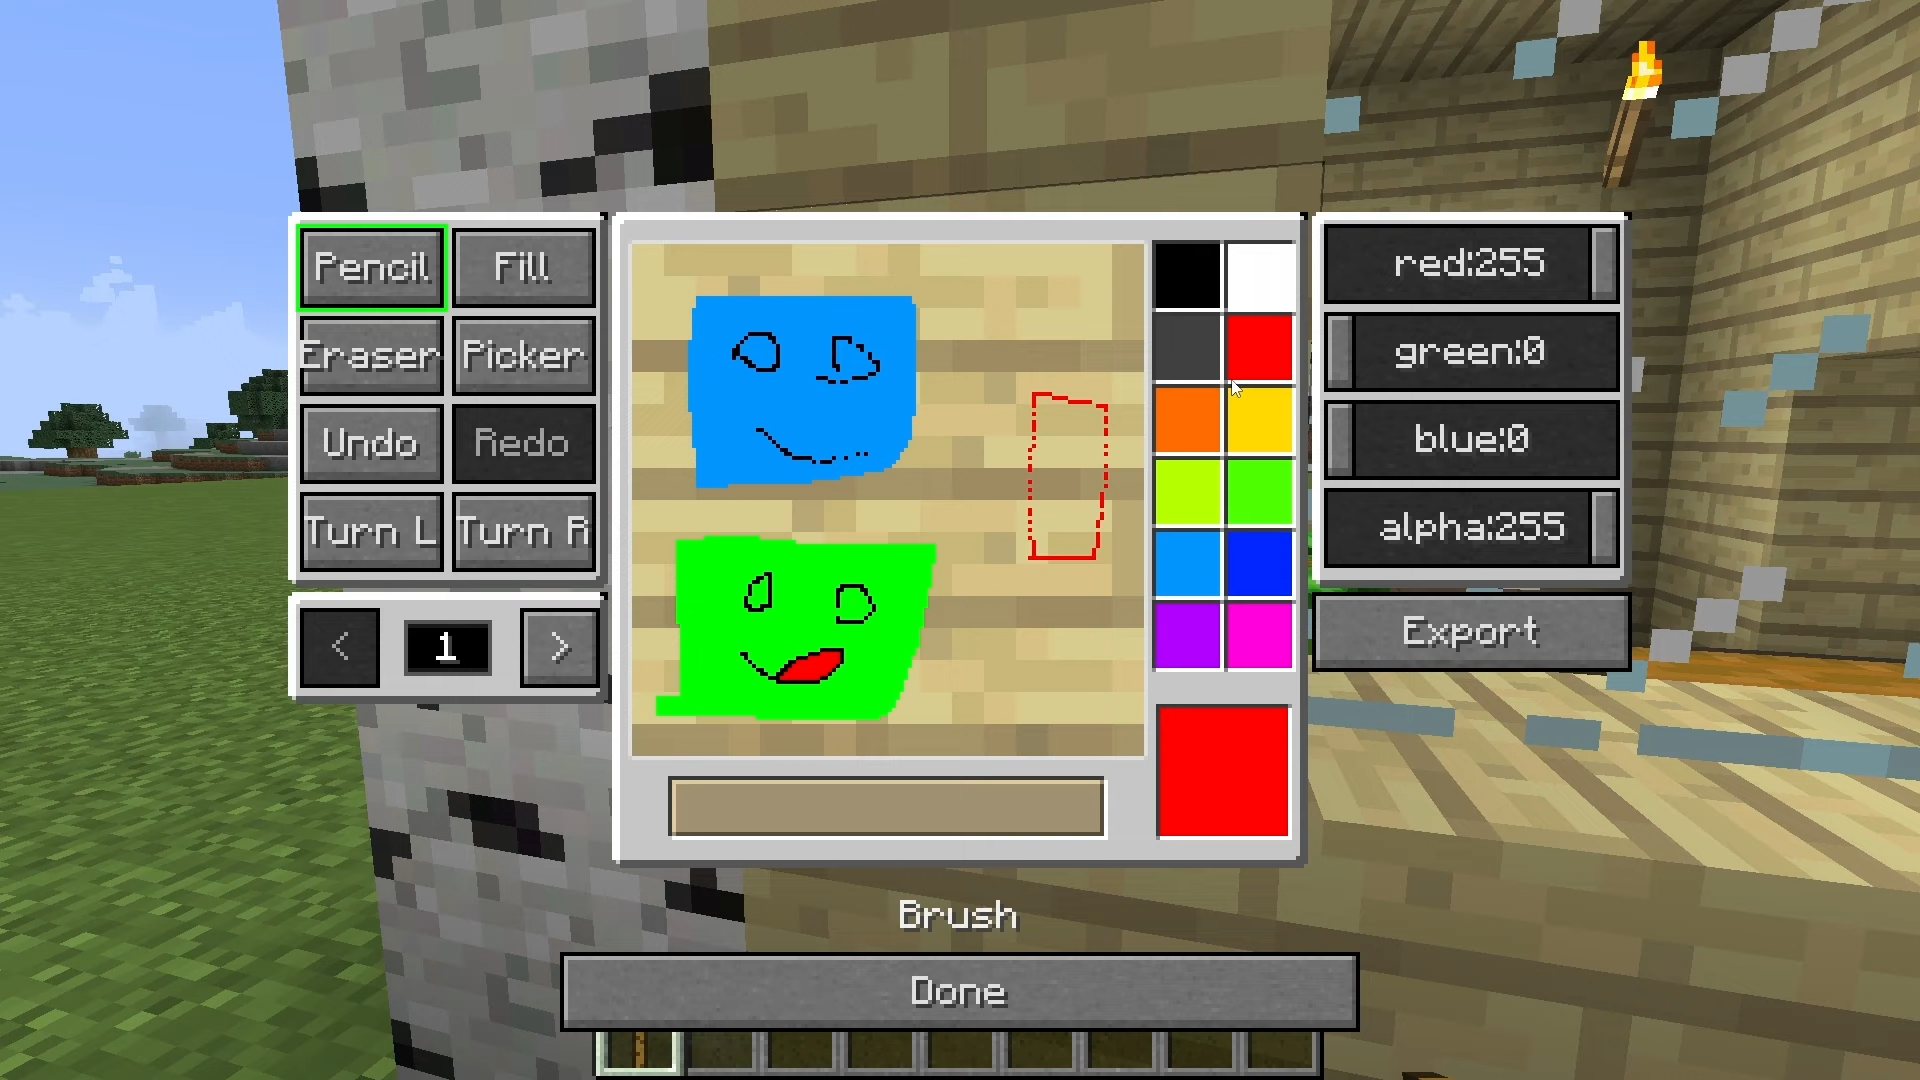 Pencil
Fill
Eraser
Picker
Undo
Redo
Turn L
Turn R
<
1
>
red:255
green:0
blue:0
alpha:255
Export
Brush
Done